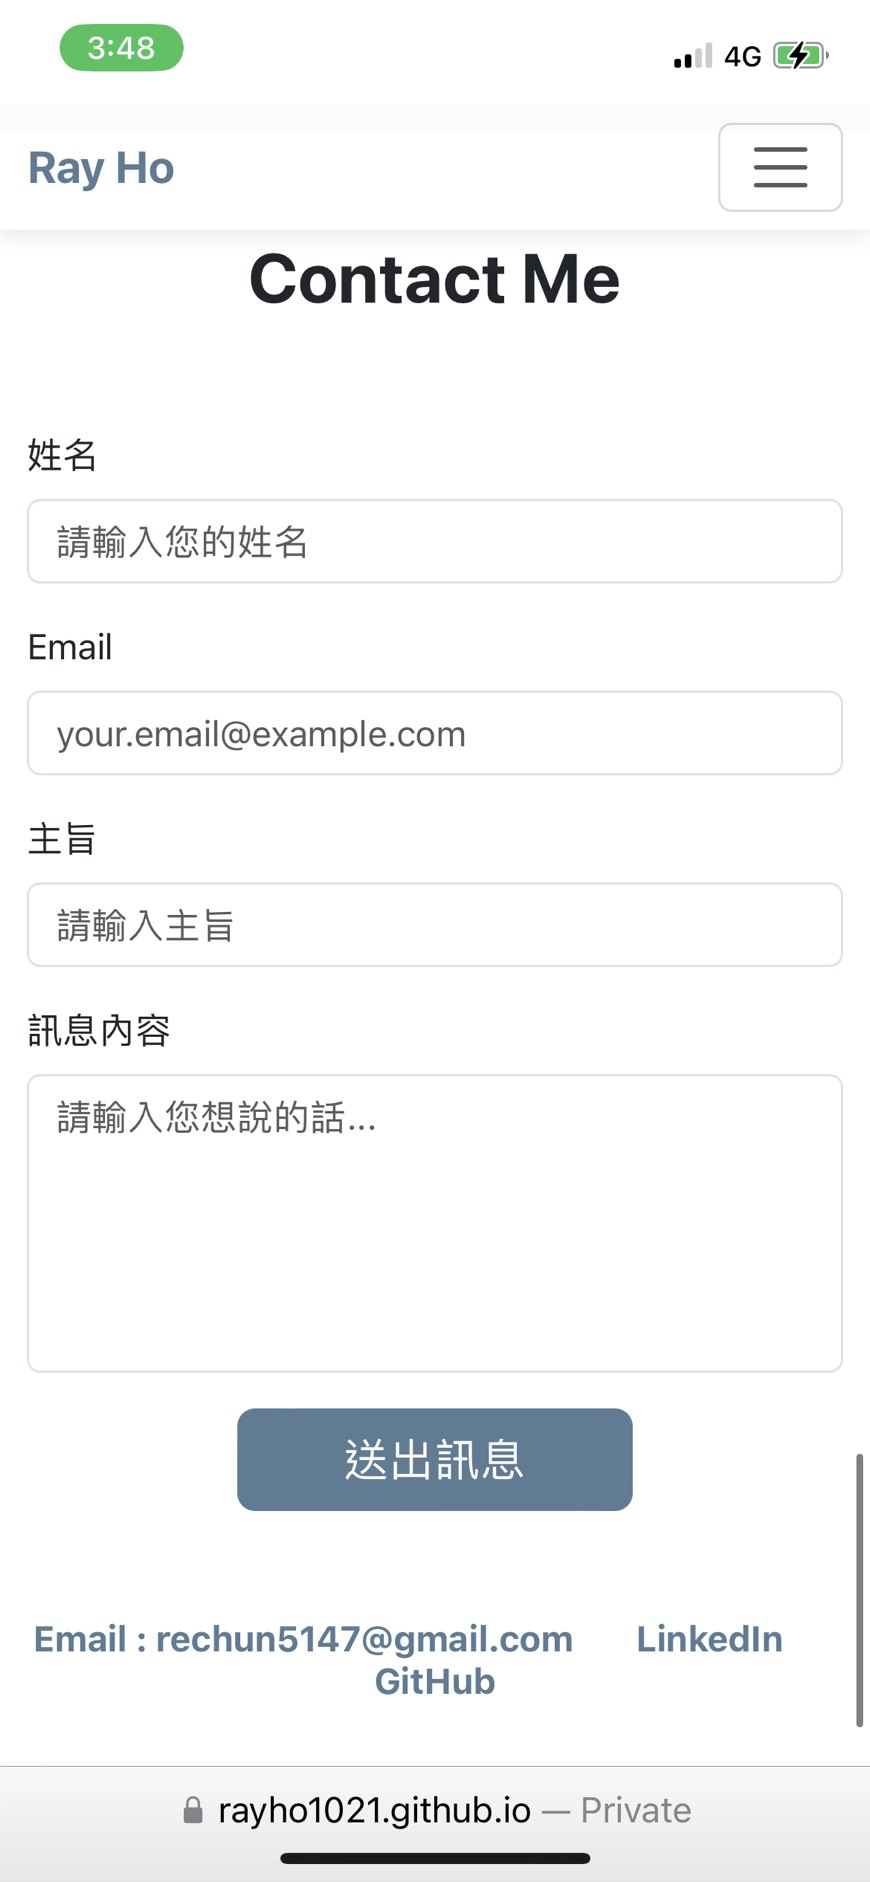 3:48
4G
Ray Ho
Contact Me
姓名
請輸入您的姓名
Email
your.email@example.com
主旨
請輸入主旨
訊息內容
請輸入您想說的話...
送出訊息
Email : rechun5147@gmail.com LinkedIn
GitHub
rayho1021.github.io — Private